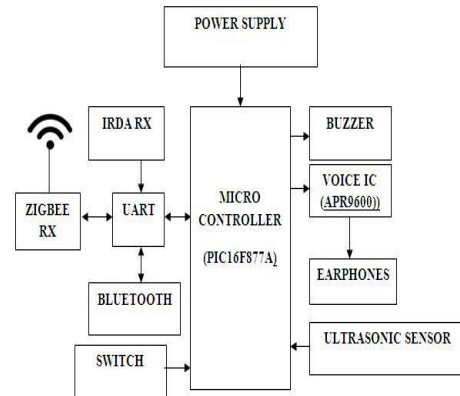 POWER SUPPLY
IRDA RX
BUZZER
ZIGBEE
RX
UART
MICRO
CONTROLLER
(PIC16F877A)
VOICE IC
(APR9600))
EARPHONES
BLUETOOTH
ULTRASONIC SENSOR
SWITCH